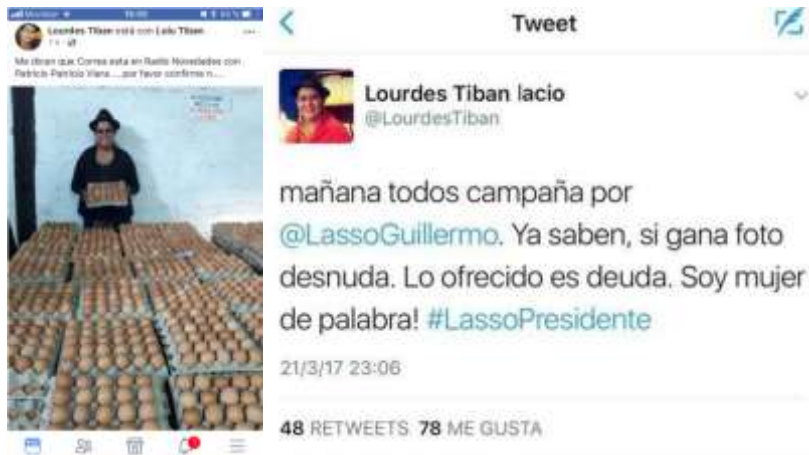 Lourdes Tiban está con Lalu Tiban
Me dicen que Correa esta en Radio Novedades con
Patricio Patricio Viana ....por favor confirme n....
Tweet
Lourdes Tiban lacio
@LourdesTiban
mañana todos campaña por
@LassoGuillermo. Ya saben, si gana foto
desnuda. Lo ofrecido es deuda. Soy mujer
de palabra! #LassoPresidente
21/3/17 23:06
48 RETWEETS 78 ME GUSTA